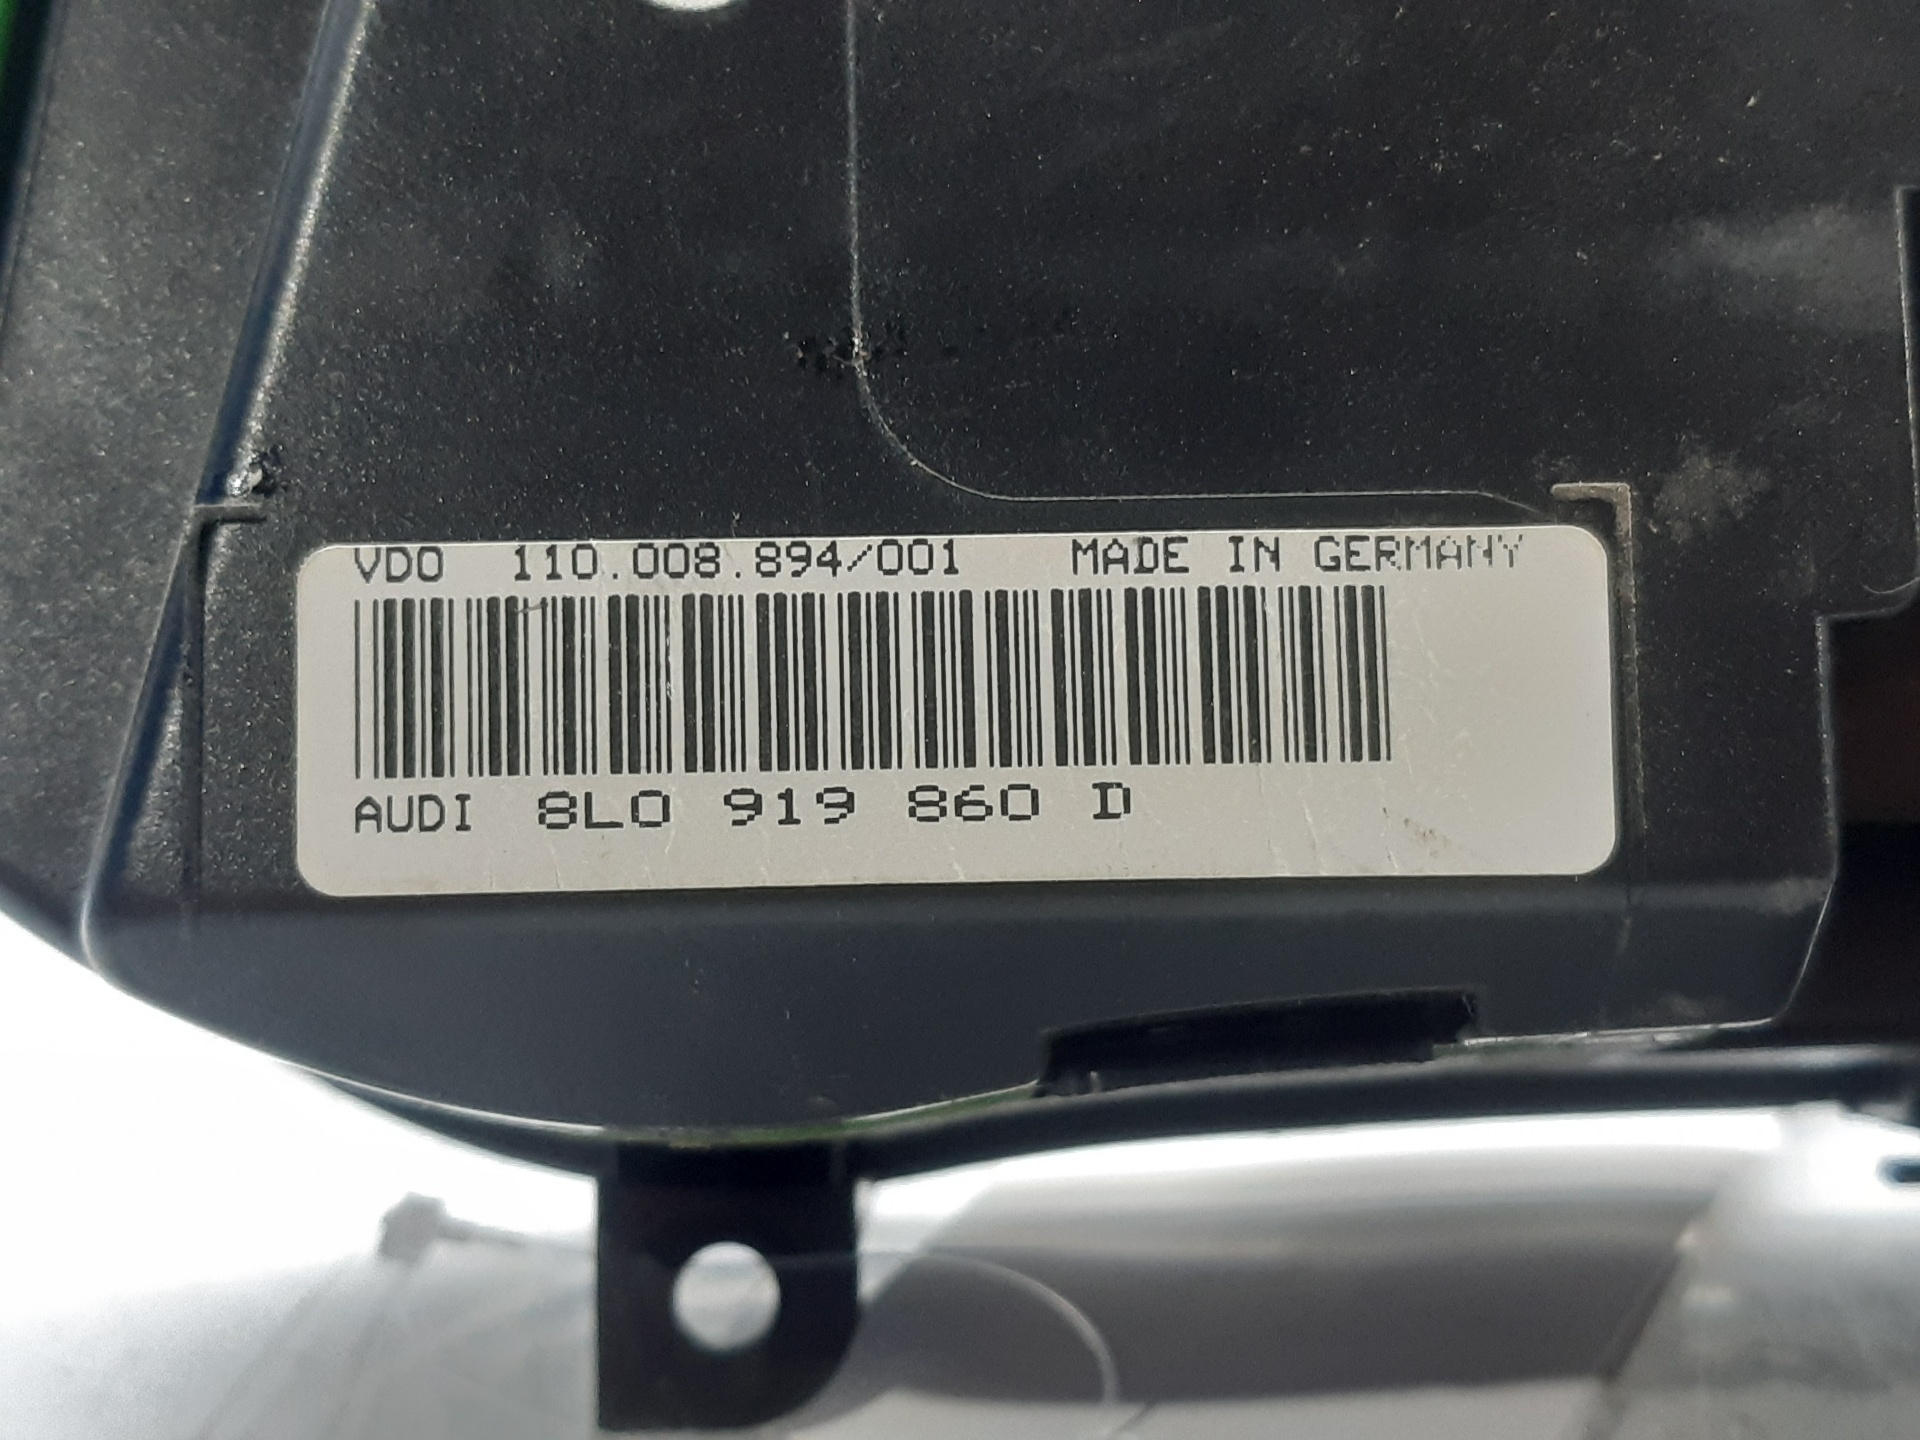 VDO 110.008.894/001 MADE IN GERMANY
AUDI 8L0 919 860 D